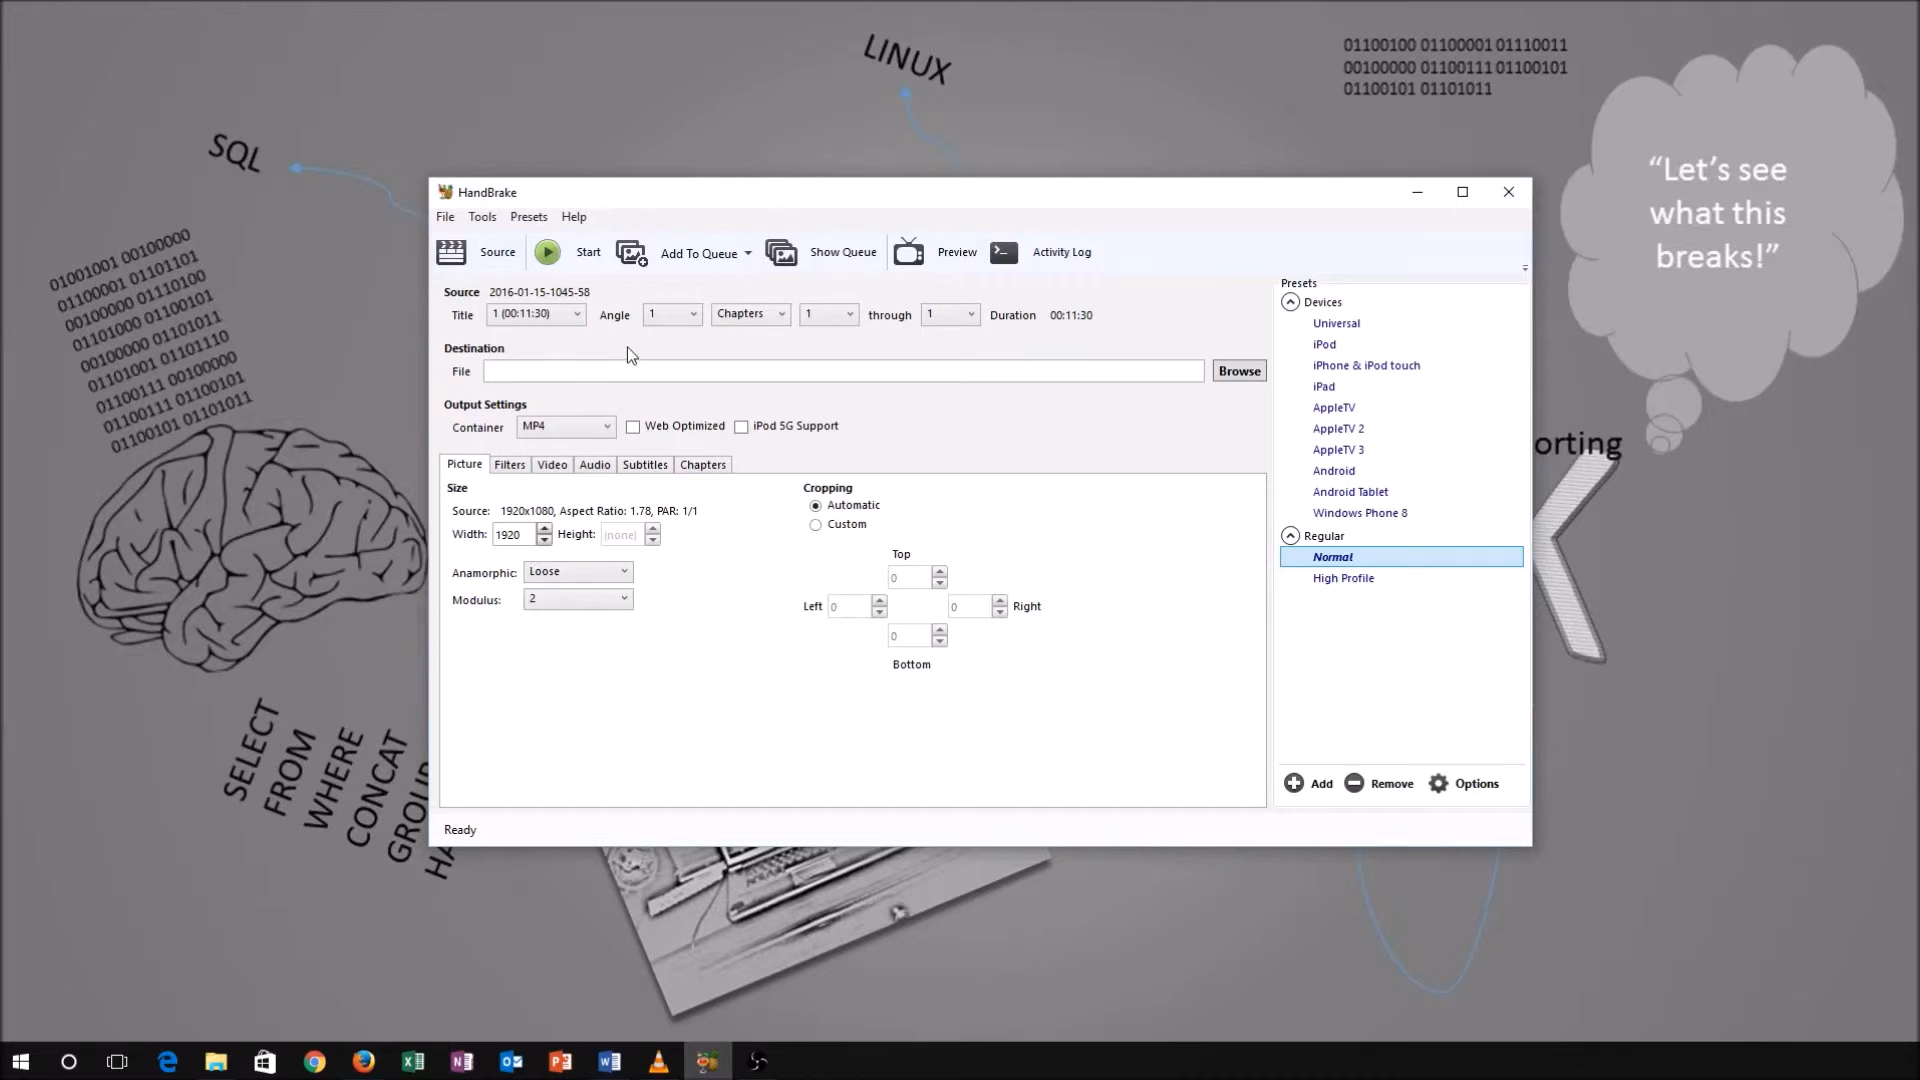 LINUX
01100100 01100001 01110011
00100000 01100111 01100101
01100101 01101011
SQL
“Let’s see
what this
breaks!”
01001001 00100000
01100001 01101101
00100000 01110100
01101000 01100101
00100000 01101011
01101001 01101110
01100111 00100000
01100111 01100101
01100101 01101011
orting
SELECT
FROM
WHERE
CONCAT
HandBrake
File Tools Presets Help
Source Start Add To Queue Show Queue Preview Activity Log
Source 2016-01-15-1045-58
Title 1 (00:11:30) Angle 1 Chapters 1 through 1 Duration 00:11:30
Destination
File Browse
Output Settings
Container MP4 Web Optimized iPod 5G Support
Picture Filters Video Audio Subtitles Chapters
Size
Source: 1920x1080, Aspect Ratio: 1.78, PAR: 1/1
Width: 1920 Height: (none)
Anamorphic: Loose
Modulus: 2
Cropping
Automatic
Custom
Top
0
Left 0 0 Right
0
Bottom
Presets
Devices
Universal
iPod
iPhone & iPod touch
iPad
AppleTV
AppleTV 2
AppleTV 3
Android
Android Tablet
Windows Phone 8
Regular
Normal
High Profile
Add Remove Options
Ready